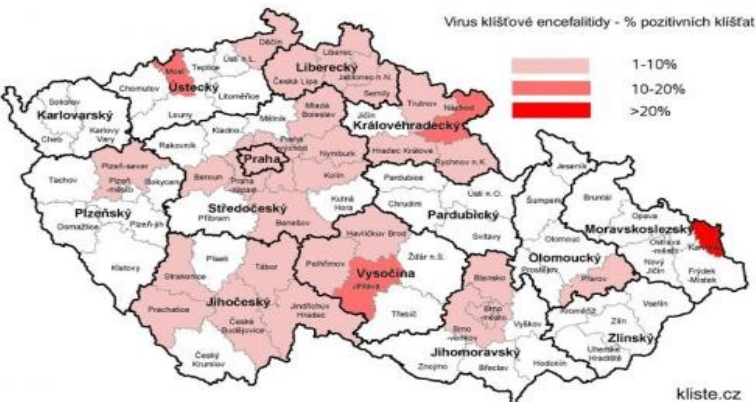 Virus klíšťové encefalitidy - % pozitivních klíšťat
1-10%
10-20%
>20%
Děčín
Liberec
Most
Teplice
Ústí n.L.
Liberecký
Česká Lípa
Jablonec n.N.
Semily
Chomutov
Ústecký
Litoměřice
Trutnov
Náchod
Sokolov
Karlovarský
Louny
Mělník
Mladá
Boleslav
Jičín
Královéhradecký
Cheb
Karlovy
Vary
Rakovník
Kladno
Praha
východ
Nymburk
Hradec Králové
Rychnov n.K.
Praha
Plzeň-sever
Beroun
Praha
západ
Kolín
Pardubice
Jeseník
Tachov
Plzeň
město
Rokycany
Kutná
Hora
Ústí n.O.
Šumperk
Bruntál
Plzeňský
Středočeský
Chrudim
Pardubický
Opava
Domažlice
Plzeň-jih
Příbram
Benešov
Svitavy
Moravskoslezský
Havlíčkův Brod
Olomouc
Ostrava
město
Klatovy
Písek
Tábor
Pelhřimov
Žďár n.S.
Olomoucký
Nový
Jičín
Frýdek
-Místek
Strakonice
Vysočina
Jihlava
Blansko
Prostějov
Přerov
Prachatice
Jihočeský
Jindřichův
Hradec
Třebíč
Brno
město
Kroměříž
Vsetín
České
Budějovice
Brno
venkov
Vyškov
Zlín
Zlínský
Český
Krumlov
Jihomoravský
Uherské
Hradiště
Znojmo
Břeclav
Hodonín
kliste.cz